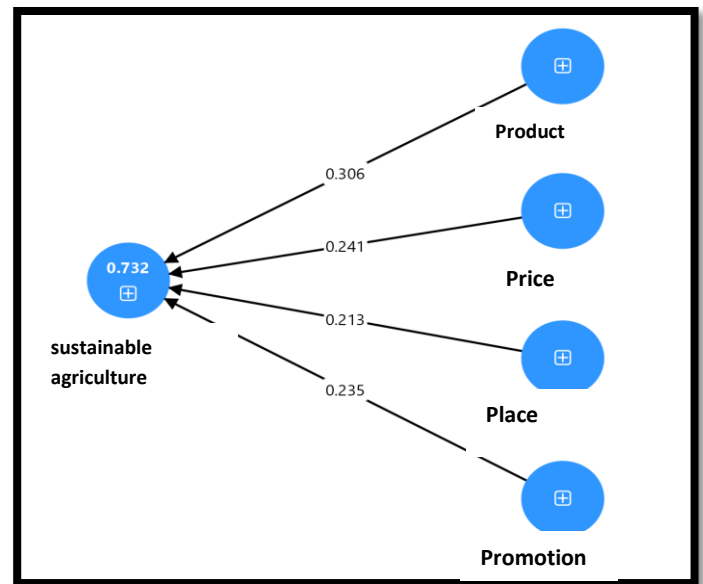 Product
0.306
0.241
Price
0.732
sustainable
agriculture
0.213
Place
0.235
Promotion